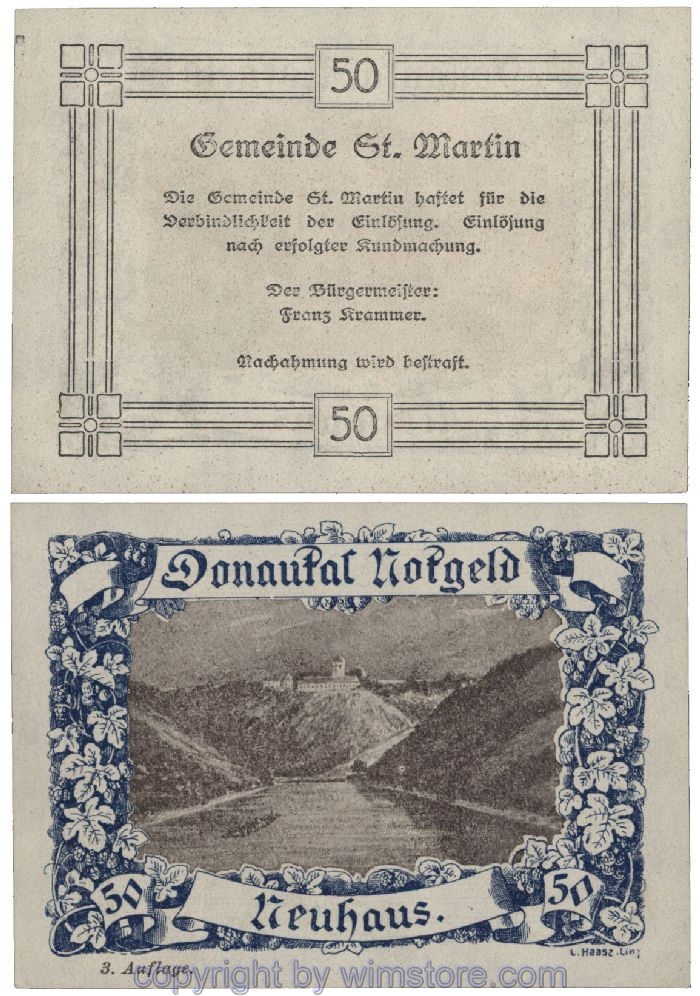 50
Gemeinde St. Martin
Die Gemeinde St. Martin haftet für die
Verbindlichkeit der Einlösung. Einlösung
nach erfolgter Kundmachung.
Der Bürgermeister:
Franz Krammer.
Nachahmung wird bestraft.
50
Donautal Notgeld
50
Neuhaus.
50
3. Auflage.
L. Haasz. Linz
copyright by wimstore.com